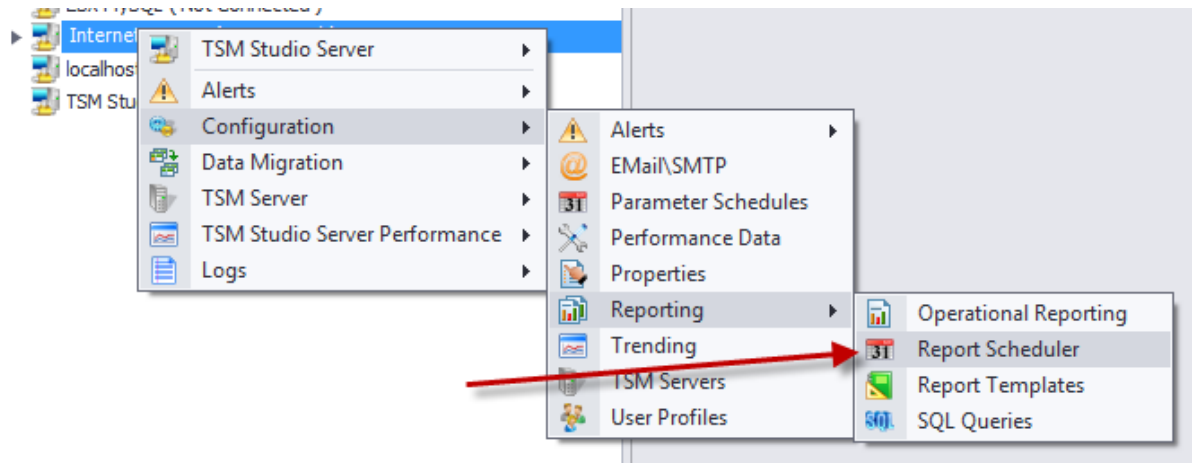 (Not Connected)
Internet
localhost
TSM Stu
TSM Studio Server
Alerts
Configuration
Data Migration
TSM Server
TSM Studio Server Performance
Logs
Alerts
EMail\SMTP
31 Parameter Schedules
Performance Data
Properties
Reporting
Trending
TSM Servers
User Profiles
Operational Reporting
31 Report Scheduler
Report Templates
SQL SQL Queries